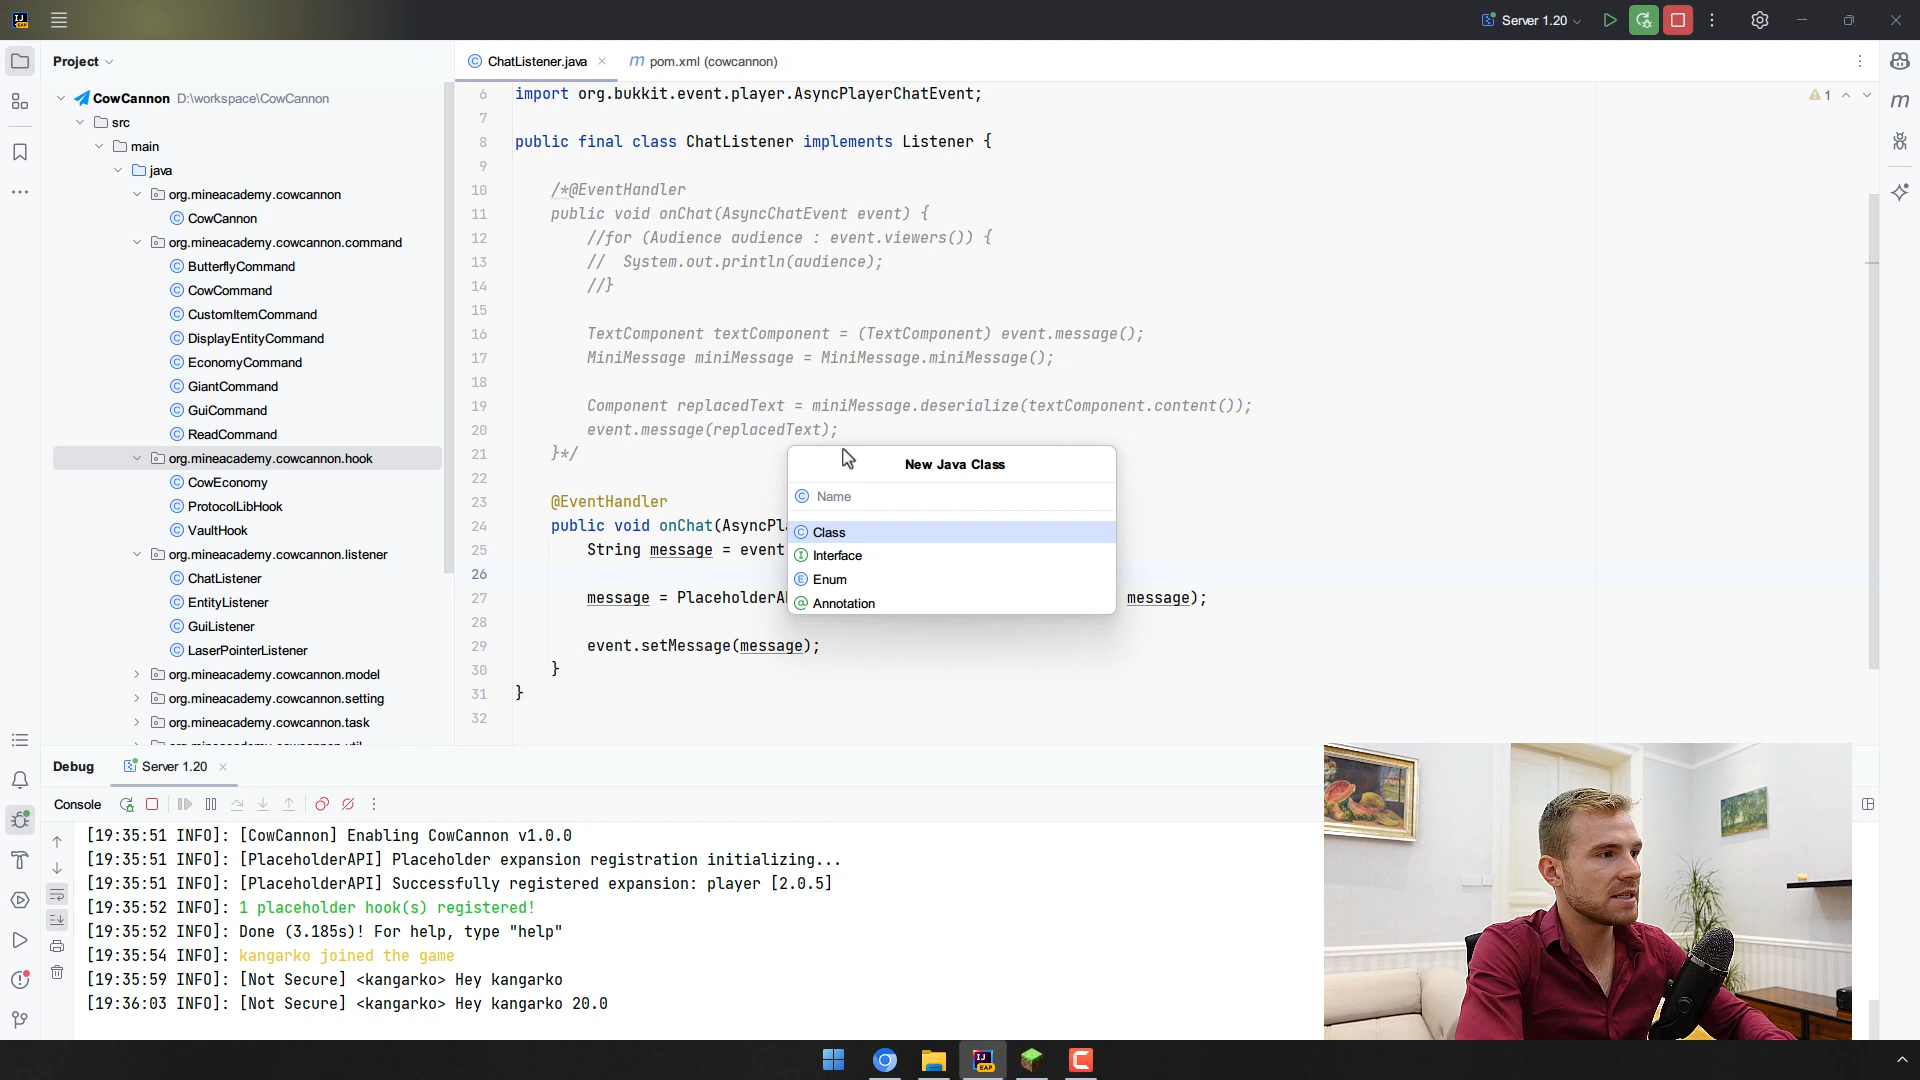 Server 1.20
Project
CowCannon D:\workspace\CowCannon
src
main
java
org.mineacademy.cowcannon
CowCannon
org.mineacademy.cowcannon.command
ButterflyCommand
CowCommand
CustomItemCommand
DisplayEntityCommand
EconomyCommand
GiantCommand
GuiCommand
ReadCommand
org.mineacademy.cowcannon.hook
CowEconomy
ProtocolLibHook
VaultHook
org.mineacademy.cowcannon.listener
ChatListener
EntityListener
GuiListener
LaserPointerListener
org.mineacademy.cowcannon.model
org.mineacademy.cowcannon.setting
org.mineacademy.cowcannon.task
ChatListener.java
pom.xml (cowcannon)
1
6 import org.bukkit.event.player.AsyncPlayerChatEvent;
7
8 public final class ChatListener implements Listener {
9
10 /*@EventHandler
11 public void onChat(AsyncChatEvent event) {
12 //for (Audience audience : event.viewers()) {
13 // System.out.println(audience);
14 //}
15
16 TextComponent textComponent = (TextComponent) event.message();
17 MiniMessage miniMessage = MiniMessage.miniMessage();
18
19 Component replacedText = miniMessage.deserialize(textComponent.content());
20 event.message(replacedText);
21 }*/
22
23 @EventHandler
24 public void onChat(AsyncPl
25 String message = event
26
27 message = PlaceholderA message);
28
29 event.setMessage(message);
30 }
31 }
32
New Java Class
Name
Class
Interface
Enum
Annotation
Debug
Server 1.20
Console
[19:35:51 INFO]: [CowCannon] Enabling CowCannon v1.0.0
[19:35:51 INFO]: [PlaceholderAPI] Placeholder expansion registration initializing...
[19:35:51 INFO]: [PlaceholderAPI] Successfully registered expansion: player [2.0.5]
[19:35:52 INFO]: 1 placeholder hook(s) registered!
[19:35:52 INFO]: Done (3.185s)! For help, type "help"
[19:35:54 INFO]: kangarko joined the game
[19:35:59 INFO]: [Not Secure] <kangarko> Hey kangarko
[19:36:03 INFO]: [Not Secure] <kangarko> Hey kangarko 20.0